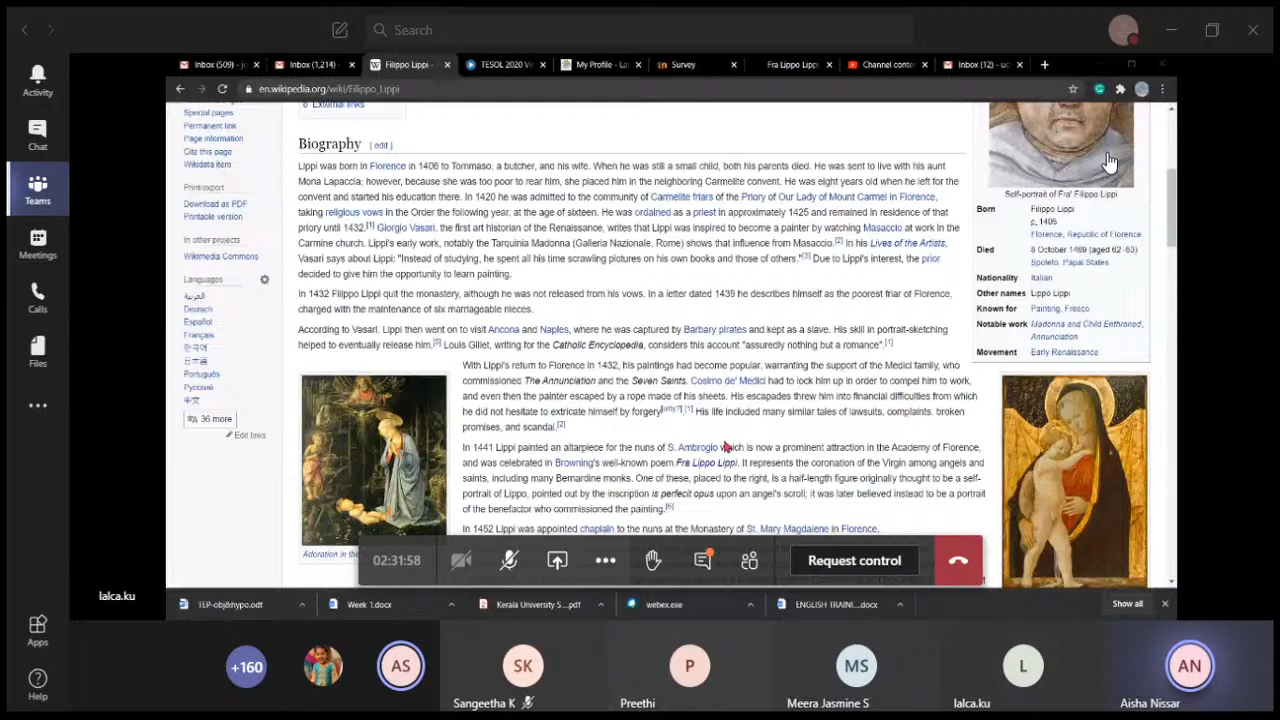 Search
Activity
Chat
Teams
Meetings
Calls
Files
Apps
Help
Inbox (509) - j
Inbox (1,214) -
Filippo Lippi -
TESOL 2020 Vi
My Profile - La
Survey
Fra Lippo Lippi
Channel conte
Inbox (12) - u
en.wikipedia.org/wiki/Filippo_Lippi
External links
Special pages
Permanent link
Page information
Cite this page
Wikidata item
Print/export
Download as PDF
Printable version
In other projects
Wikimedia Commons
Languages
العربية
Deutsch
Español
Français
한국어
日本語
Português
Русский
中文
36 more
Edit links
Biography [ edit ]
Lippi was born in Florence in 1406 to Tommaso, a butcher, and his wife. When he was still a small child, both his parents died. He was sent to live with his aunt
Mona Lapaccia; however, because she was too poor to rear him, she placed him in the neighboring Carmelite convent. He was eight years old when he left for the
convent and started his education there. In 1420 he was admitted to the community of Carmelite friars of the Priory of Our Lady of Mount Carmel in Florence,
taking religious vows in the Order the following year, at the age of sixteen. He was ordained as a priest in approximately 1425 and remained in residence of that
priory until 1432.[1] Giorgio Vasari, the first art historian of the Renaissance, writes that Lippi was inspired to become a painter by watching Masaccio at work in the
Carmine church. Lippi's early work, notably the Tarquinia Madonna (Galleria Nazionale, Rome) shows that influence from Masaccio.[2] In his Lives of the Artists,
Vasari says about Lippi: "Instead of studying, he spent all his time scrawling pictures on his own books and those of others."[3] Due to Lippi's interest, the prior
decided to give him the opportunity to learn painting.
In 1432 Filippo Lippi quit the monastery, although he was not released from his vows. In a letter dated 1439 he describes himself as the poorest friar of Florence,
charged with the maintenance of six marriageable nieces.
According to Vasari, Lippi then went on to visit Ancona and Naples, where he was captured by Barbary pirates and kept as a slave. His skill in portrait-sketching
helped to eventually release him.[5] Louis Gillet, writing for the Catholic Encyclopedia, considers this account "assuredly nothing but a romance".[1]
With Lippi's return to Florence in 1432, his paintings had become popular, warranting the support of the Medici family, who
commissioned The Annunciation and the Seven Saints. Cosimo de' Medici had to lock him up in order to compel him to work,
and even then the painter escaped by a rope made of his sheets. His escapades threw him into financial difficulties from which
he did not hesitate to extricate himself by forgery[why?].[1] His life included many similar tales of lawsuits, complaints, broken
promises, and scandal.[2]
In 1441 Lippi painted an altarpiece for the nuns of S. Ambrogio which is now a prominent attraction in the Academy of Florence,
and was celebrated in Browning's well-known poem Fra Lippo Lippi. It represents the coronation of the Virgin among angels and
saints, including many Bernardine monks. One of these, placed to the right, is a half-length figure originally thought to be a self-
portrait of Lippo, pointed out by the inscription is perfecit opus upon an angel's scroll; it was later believed instead to be a portrait
of the benefactor who commissioned the painting.[6]
In 1452 Lippi was appointed chaplain to the nuns at the Monastery of St. Mary Magdalene in Florence.
Adoration in the
Self-portrait of Fra' Filippo Lippi
Born Filippo Lippi
c. 1406
Florence, Republic of Florence
Died 8 October 1469 (aged 62–63)
Spoleto, Papal States
Nationality Italian
Other names Lippo Lippi
Known for Painting, Fresco
Notable work Madonna and Child Enthroned,
Annunciation
Movement Early Renaissance
02:31:58
Request control
lalca.ku
TEP-obj&hypo.odt
Week 1.docx
Kerala University S....pdf
webex.exe
ENGLISH TRAINI....docx
Show all
+160
AS
SK
P
MS
L
AN
Sangeetha K
Preethi
Meera Jasmine S
lalca.ku
Aisha Nissar